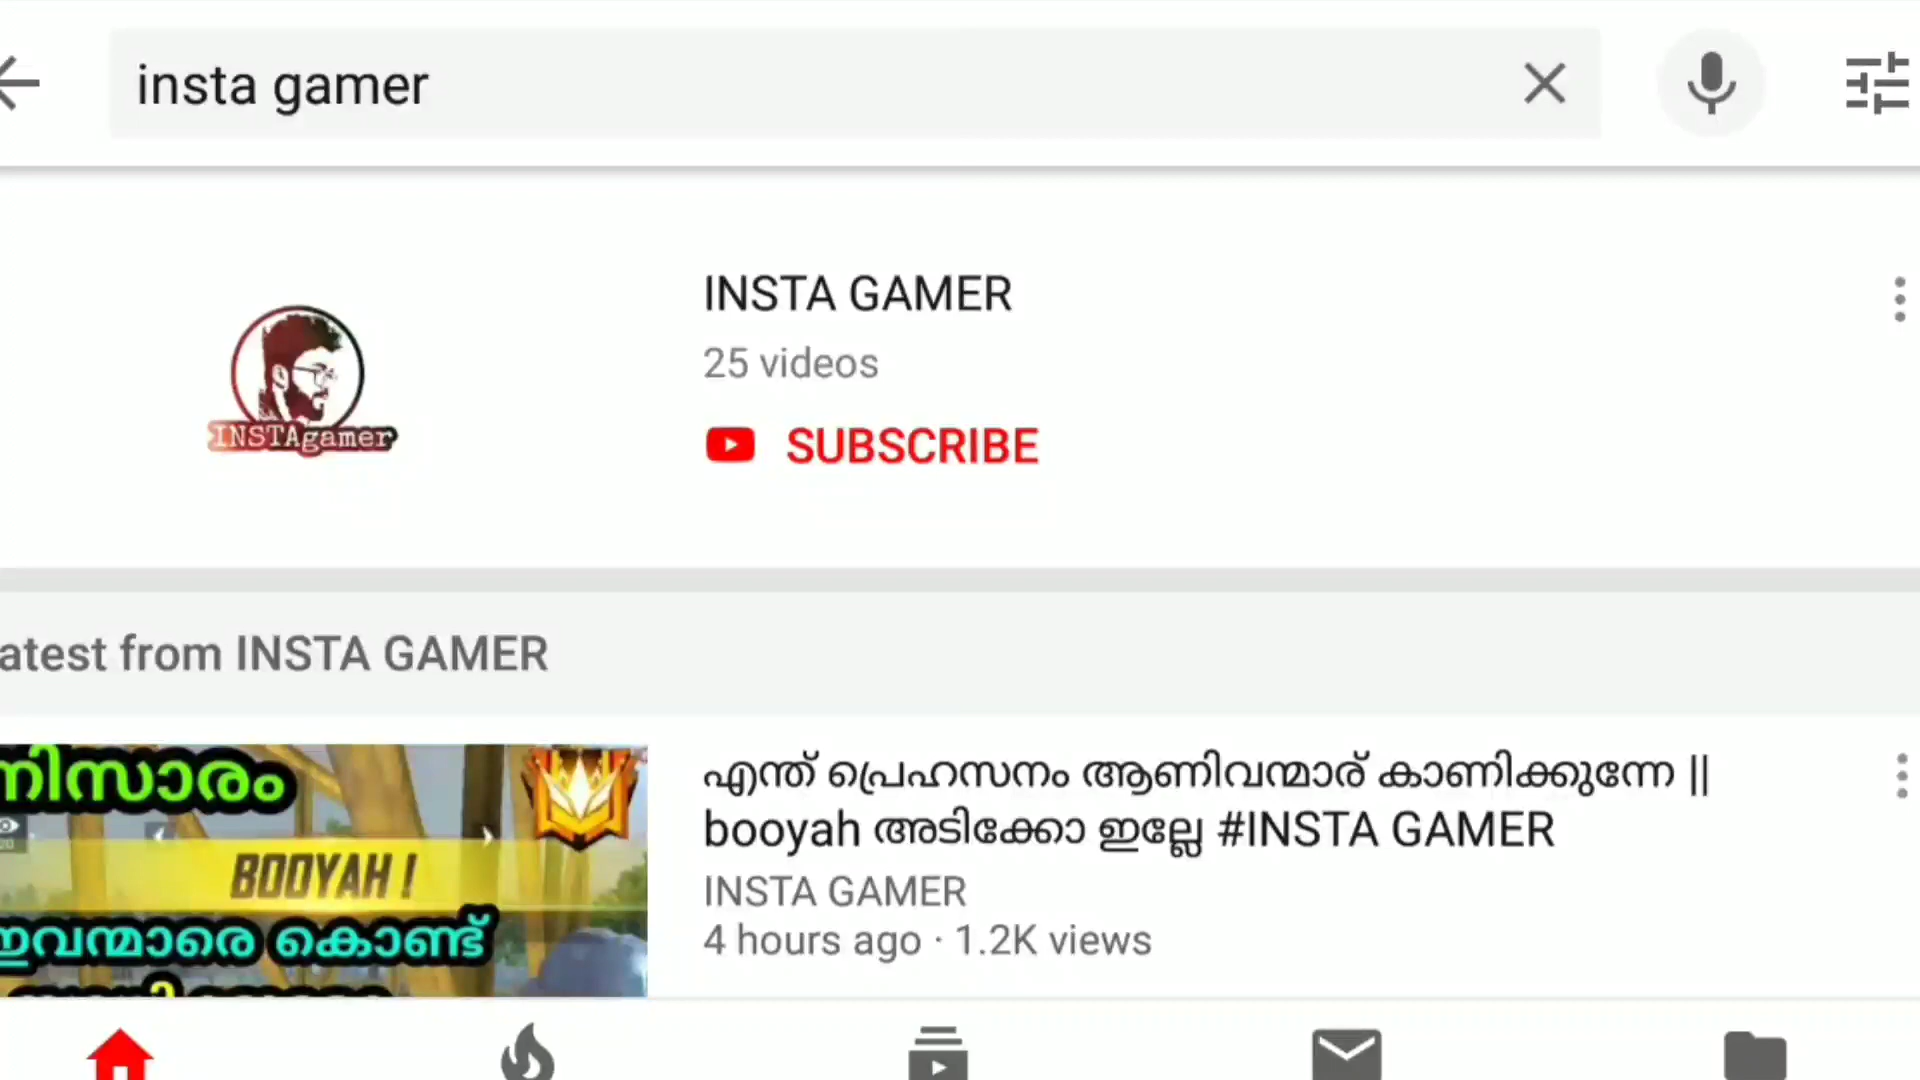 insta gamer
INSTA GAMER
25 videos
INSTAgamer
SUBSCRIBE
atest from INSTA GAMER
നിസാരം
എന്ത് പ്രെഹസനം ആണിവന്മാര് കാണിക്കുന്നേ ||
booyah അടിക്കോ ഇല്ലേ #INSTA GAMER
BOOYAH !
INSTA GAMER
ഇവന്മാരെ കൊണ്ട്
4 hours ago · 1.2K views